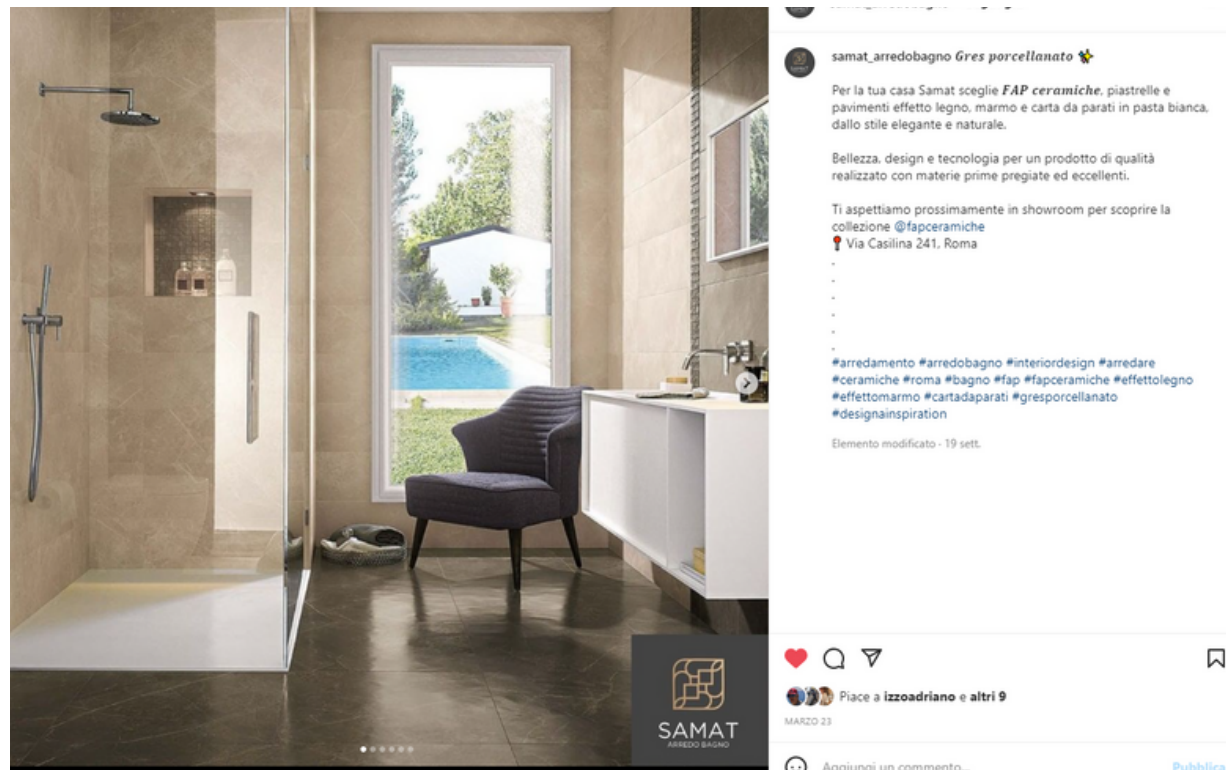 samat_arredobagno Gres porcellanato
Per la tua casa Samat sceglie FAP ceramiche, piastrelle e
pavimenti effetto legno, marmo e carta da parati in pasta bianca,
dallo stile elegante e naturale.
Bellezza, design e tecnologia per un prodotto di qualità
realizzato con materie prime pregiate ed eccellenti.
Ti aspettiamo prossimamente in showroom per scoprire la
collezione @fapceramiche
📍 Via Casilina 241, Roma
.
.
.
.
.
.
#arredamento #arredobagno #interiordesign #arredare
#ceramiche #roma #bagno #fap #fapceramiche #effettolegno
#effettomarmo #cartadaparati #gresporcellanato
#designainspiration
Elemento modificato · 19 sett.
SAMAT
ARREDO BAGNO
Piace a izzoadriano e altri 9
MARZO 23
Aggiungi un commento... Pubblica